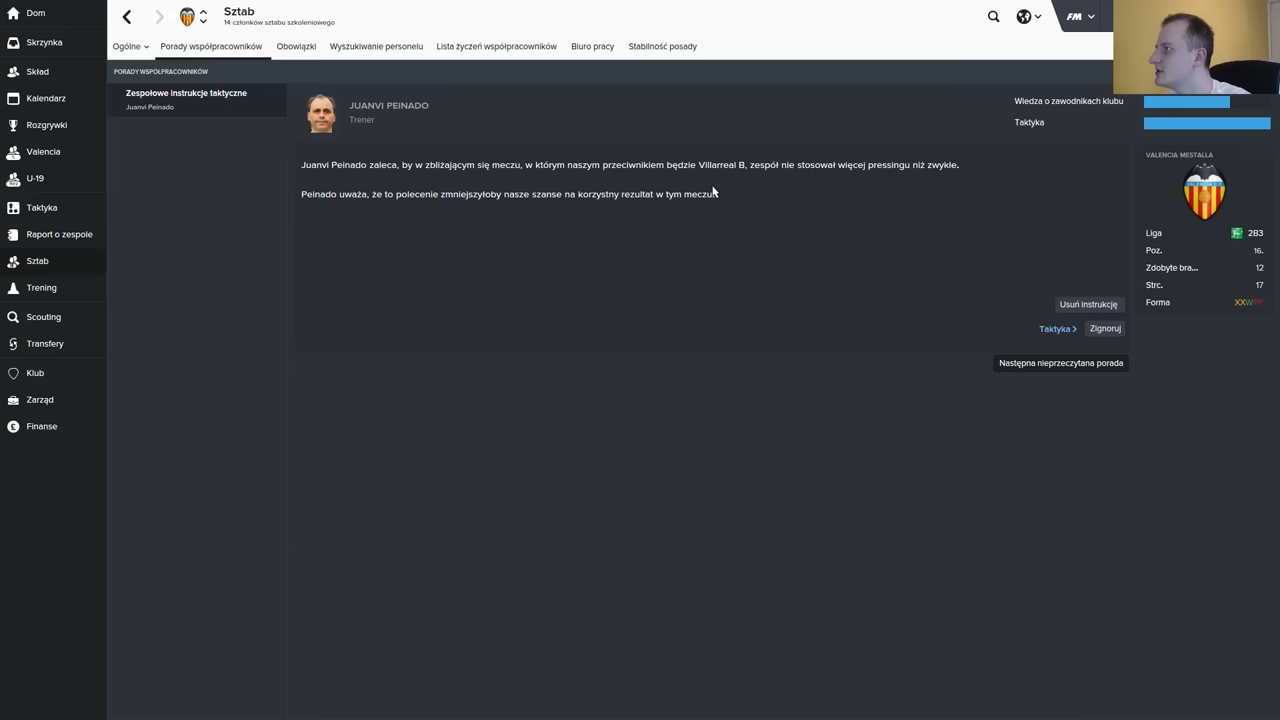 Dom
Skrzynka
Skład
Kalendarz
Rozgrywki
Valencia
U-19
Taktyka
Raport o zespole
Sztab
Trening
Scouting
Transfery
Klub
Zarząd
Finanse
Sztab
14 członków sztabu szkoleniowego
FM
Ogólne
Porady współpracowników
Obowiązki
Wyszukiwanie personelu
Lista życzeń współpracowników
Biuro pracy
Stabilność posady
PORADY WSPÓŁPRACOWNIKÓW
Zespołowe instrukcje taktyczne
Juanvi Peinado
JUANVI PEINADO
Trener
Wiedza o zawodnikach klubu
Taktyka
Juanvi Peinado zaleca, by w zbliżającym się meczu, w którym naszym przeciwnikiem będzie Villarreal B, zespół nie stosował więcej pressingu niż zwykle.
Peinado uważa, że to polecenie zmniejszyłoby nasze szanse na korzystny rezultat w tym meczu.
Usuń instrukcję
Taktyka >
Zignoruj
Następna nieprzeczytana porada
VALENCIA MESTALLA
Liga 2B3
Poz. 16.
Zdobyte bra... 12
Strc. 17
Forma XXWPP